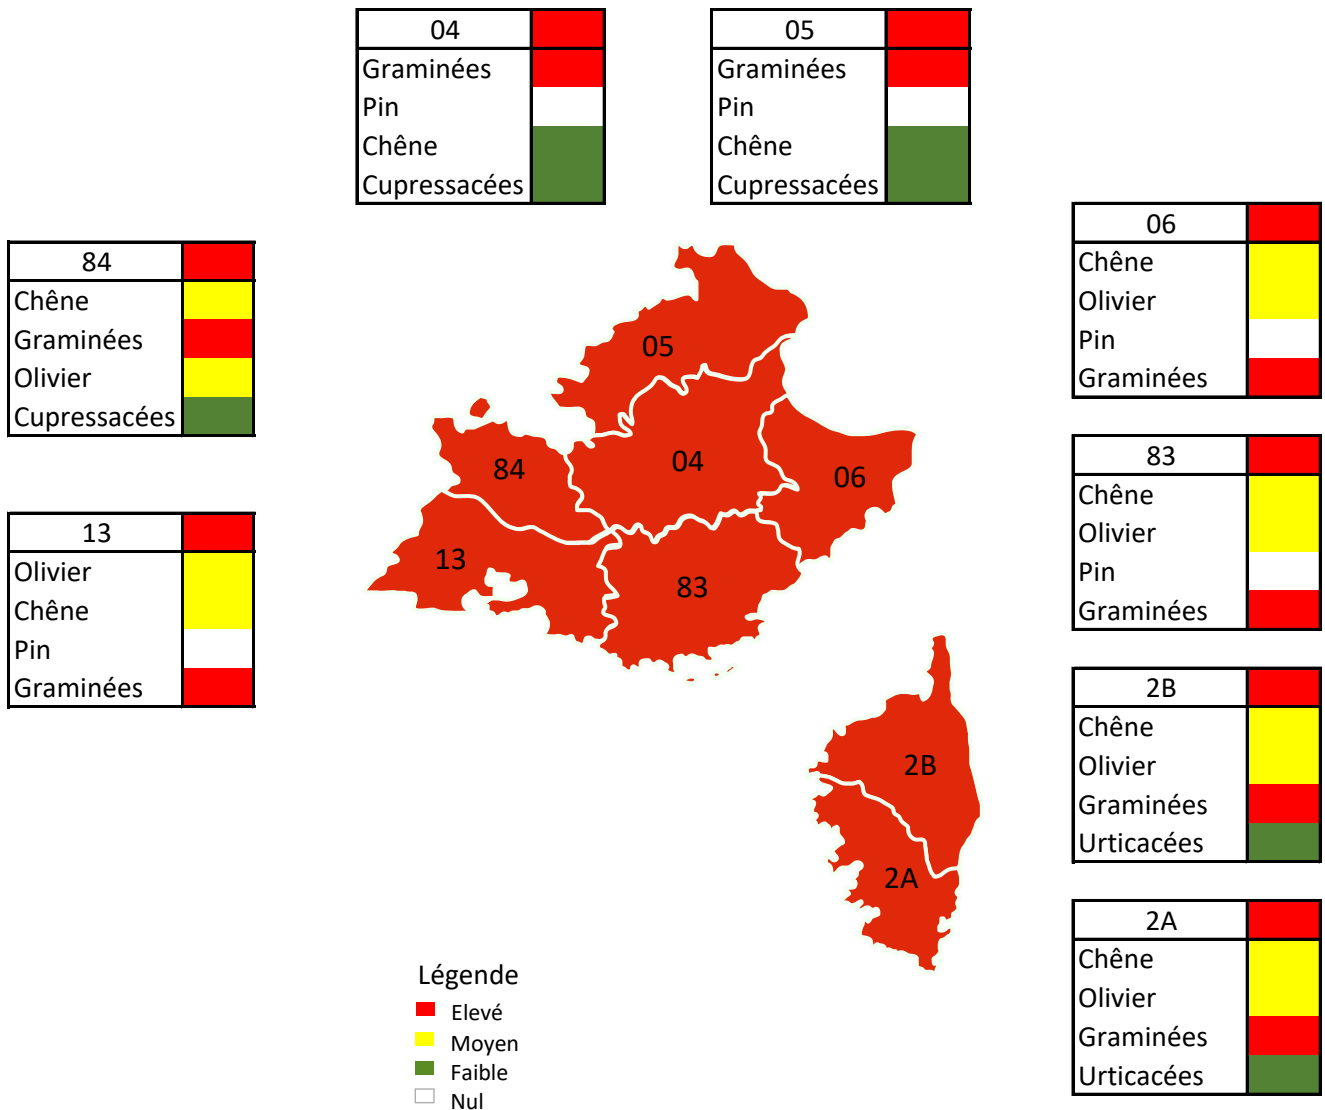 04
Graminées
Pin
Chêne
Cupressacées
05
Graminées
Pin
Chêne
Cupressacées
84
Chêne
Graminées
Olivier
Cupressacées
13
Olivier
Chêne
Pin
Graminées
06
Chêne
Olivier
Pin
Graminées
83
Chêne
Olivier
Pin
Graminées
2B
Chêne
Olivier
Graminées
Urticacées
2A
Chêne
Olivier
Graminées
Urticacées
05
04
84
06
13
83
2B
2A
Légende
Elevé
Moyen
Faible
Nul